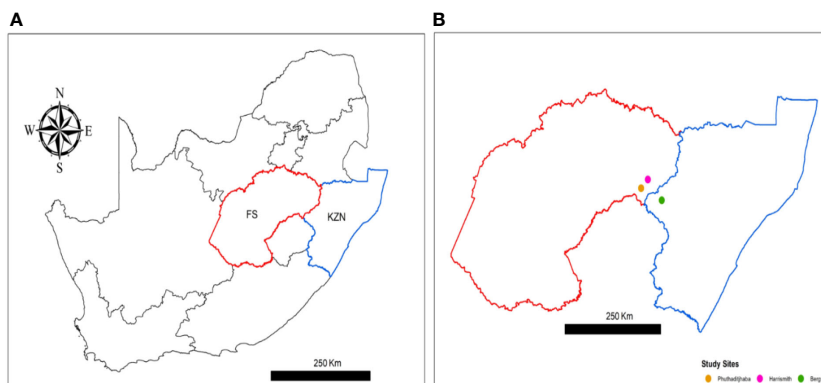 A
B
N
W E
S
FS
KZN
250 Km
250 Km
Study Sites
Phuthaditjhaba Harrismith Berg